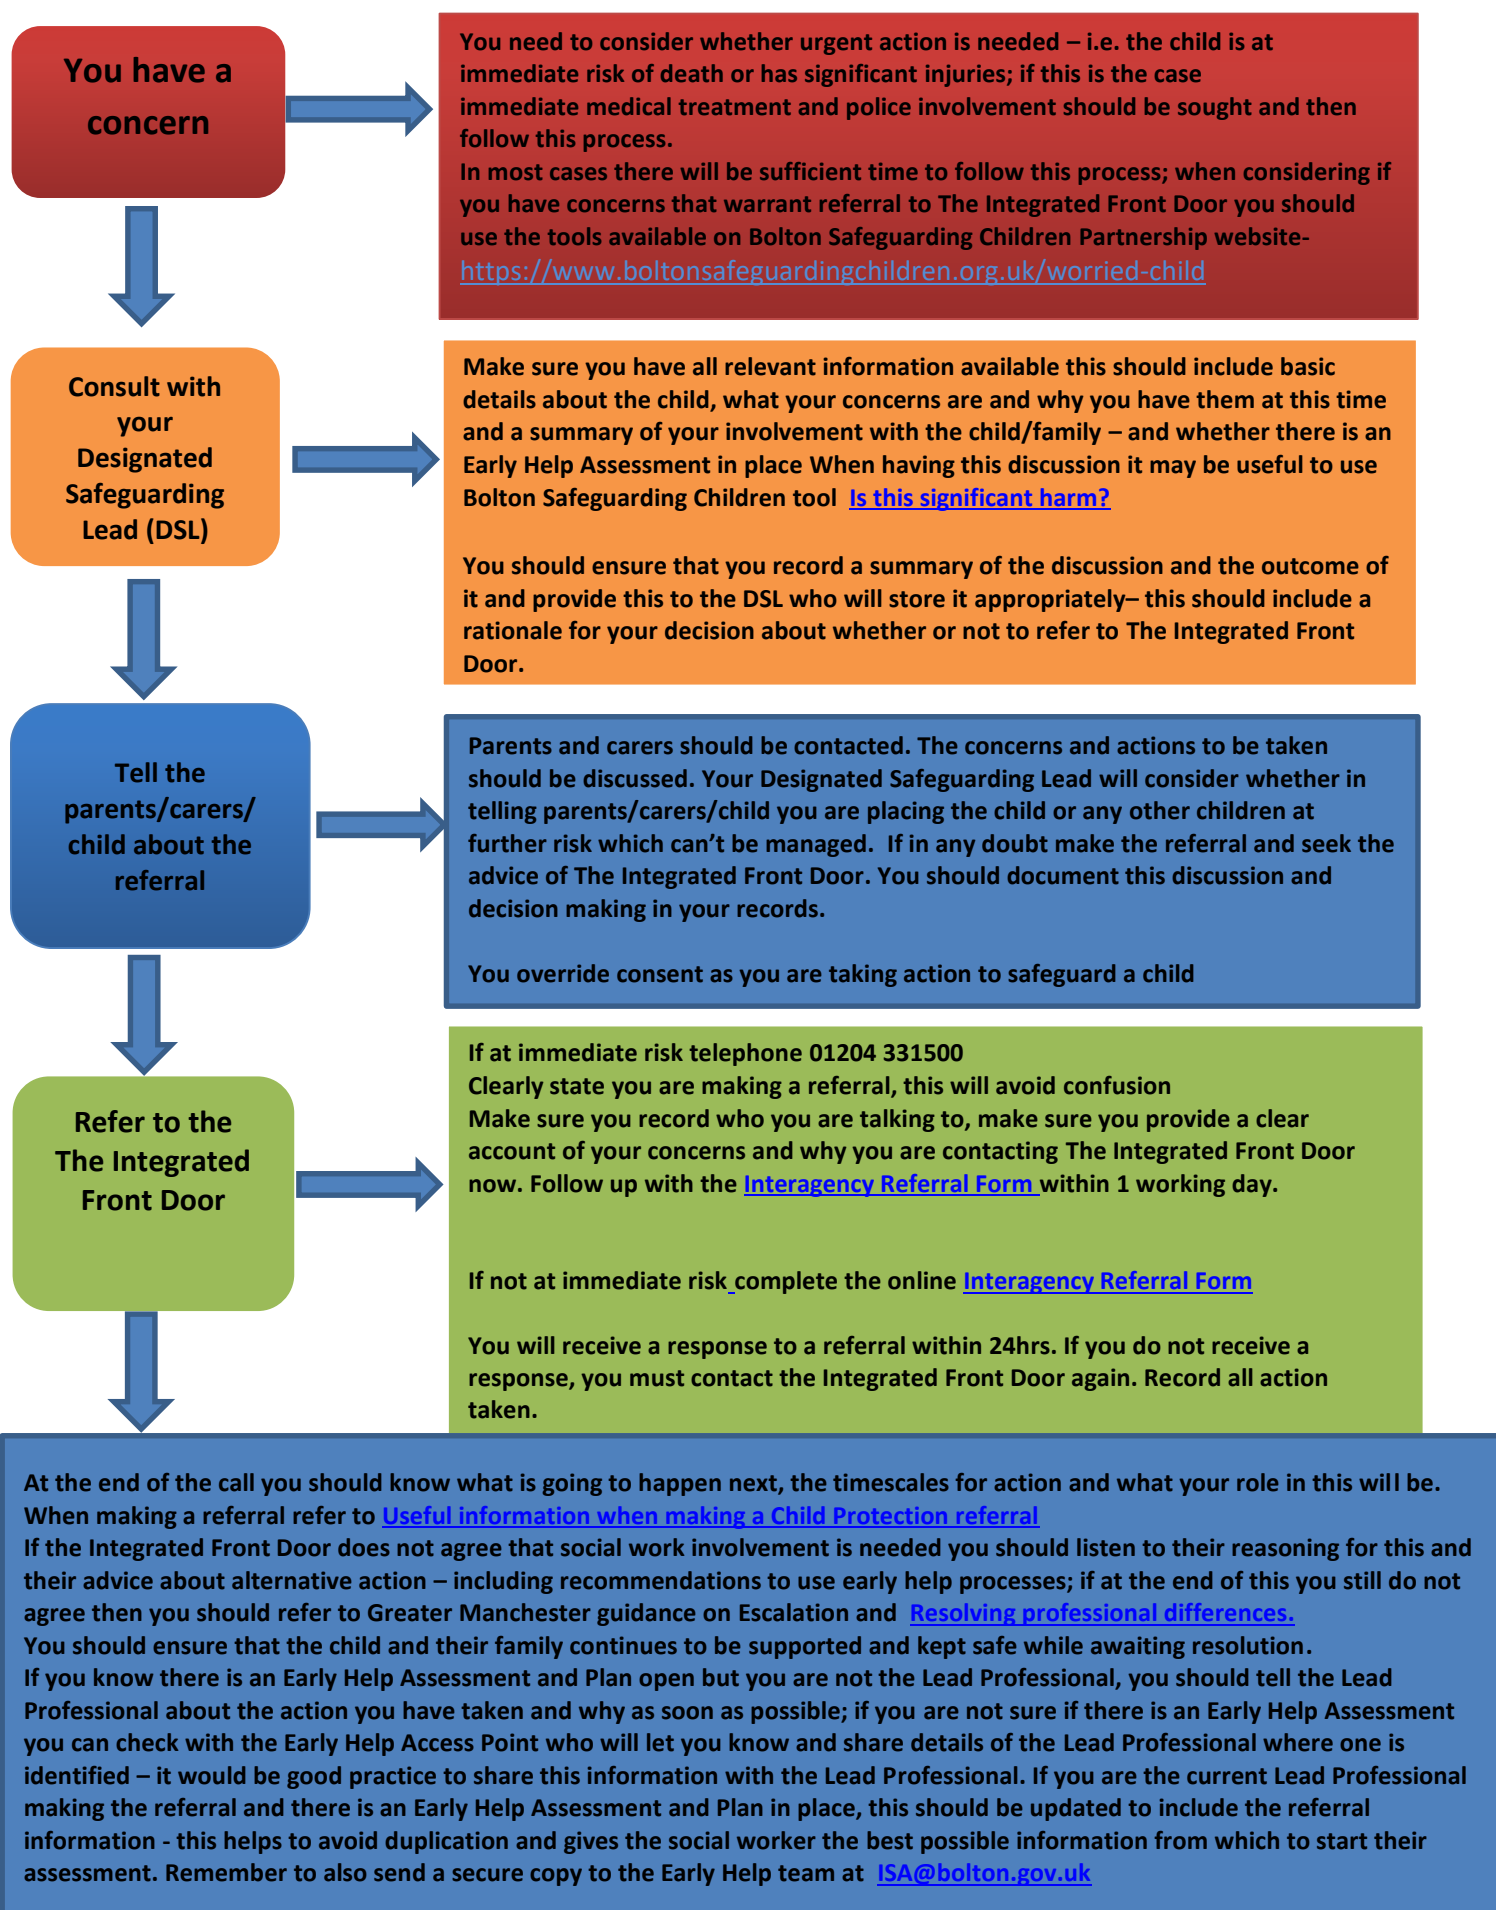 You have a
concern
You need to consider whether urgent action is needed – i.e. the child is at
immediate risk of death or has significant injuries; if this is the case
immediate medical treatment and police involvement should be sought and then
follow this process.
In most cases there will be sufficient time to follow this process; when considering if
you have concerns that warrant referral to The Integrated Front Door you should
use the tools available on Bolton Safeguarding Children Partnership website-
https://www.boltonsafeguardingchildren.org.uk/worried-child
Consult with
your
Designated
Safeguarding
Lead (DSL)
Make sure you have all relevant information available this should include basic
details about the child, what your concerns are and why you have them at this time
and a summary of your involvement with the child/family – and whether there is an
Early Help Assessment in place When having this discussion it may be useful to use
Bolton Safeguarding Children tool Is this significant harm?
You should ensure that you record a summary of the discussion and the outcome of
it and provide this to the DSL who will store it appropriately– this should include a
rationale for your decision about whether or not to refer to The Integrated Front
Door.
Tell the
parents/carers/
child about the
referral
Parents and carers should be contacted. The concerns and actions to be taken
should be discussed. Your Designated Safeguarding Lead will consider whether in
telling parents/carers/child you are placing the child or any other children at
further risk which can’t be managed. If in any doubt make the referral and seek the
advice of The Integrated Front Door. You should document this discussion and
decision making in your records.
You override consent as you are taking action to safeguard a child
Refer to the
The Integrated
Front Door
If at immediate risk telephone 01204 331500
Clearly state you are making a referral, this will avoid confusion
Make sure you record who you are talking to, make sure you provide a clear
account of your concerns and why you are contacting The Integrated Front Door
now. Follow up with the Interagency Referral Form within 1 working day.
If not at immediate risk complete the online Interagency Referral Form
You will receive a response to a referral within 24hrs. If you do not receive a
response, you must contact the Integrated Front Door again. Record all action
taken.
At the end of the call you should know what is going to happen next, the timescales for action and what your role in this will be.
When making a referral refer to Useful information when making a Child Protection referral
If the Integrated Front Door does not agree that social work involvement is needed you should listen to their reasoning for this and
their advice about alternative action – including recommendations to use early help processes; if at the end of this you still do not
agree then you should refer to Greater Manchester guidance on Escalation and Resolving professional differences.
You should ensure that the child and their family continues to be supported and kept safe while awaiting resolution.
If you know there is an Early Help Assessment and Plan open but you are not the Lead Professional, you should tell the Lead
Professional about the action you have taken and why as soon as possible; if you are not sure if there is an Early Help Assessment
you can check with the Early Help Access Point who will let you know and share details of the Lead Professional where one is
identified – it would be good practice to share this information with the Lead Professional. If you are the current Lead Professional
making the referral and there is an Early Help Assessment and Plan in place, this should be updated to include the referral
information - this helps to avoid duplication and gives the social worker the best possible information from which to start their
assessment. Remember to also send a secure copy to the Early Help team at ISA@bolton.gov.uk